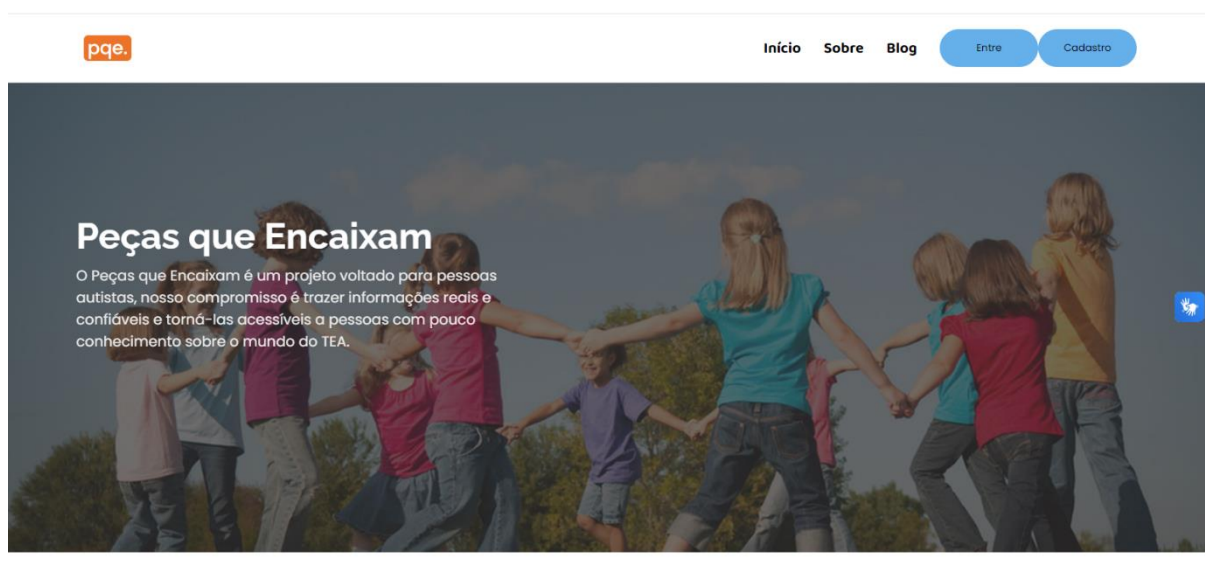 pqe.
Início Sobre Blog Entre Cadastro
Peças que Encaixam
O Peças que Encaixam é um projeto voltado para pessoas
autistas, nosso compromisso é trazer informações reais e
confiáveis e torná-las acessíveis a pessoas com pouco
conhecimento sobre o mundo do TEA.